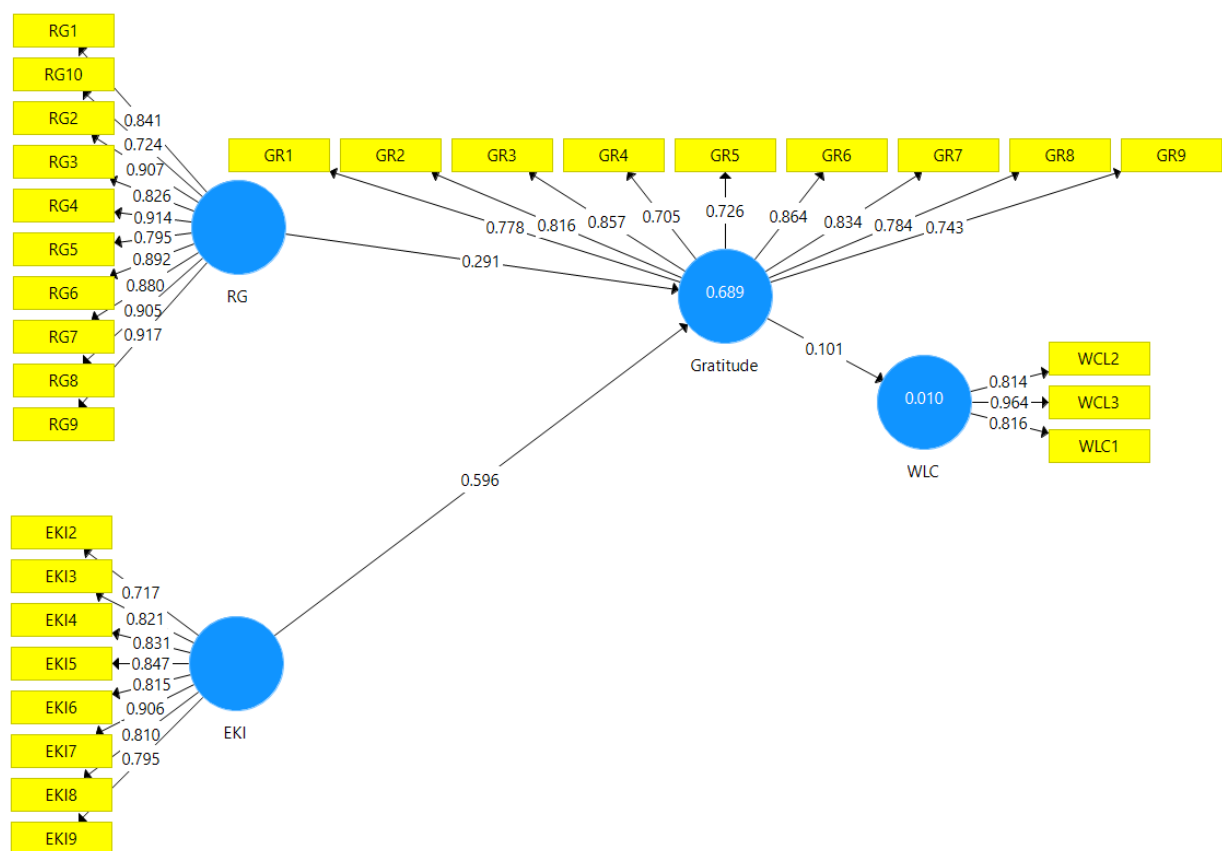 RG1
RG10
RG2
RG3
RG4
RG5
RG6
RG7
RG8
RG9
0.841
0.724
0.907
0.826
0.914
0.795
0.892
0.880
0.905
0.917
RG
GR1 GR2 GR3 GR4 GR5 GR6 GR7 GR8 GR9
0.778 0.816 0.857 0.705 0.726 0.864 0.834 0.784 0.743
0.291
0.689
Gratitude
0.101
0.010
WLC
0.814
0.964
0.816
WCL2
WCL3
WLC1
0.596
EKI2
EKI3
EKI4
EKI5
EKI6
EKI7
EKI8
EKI9
0.717
0.821
0.831
0.847
0.815
0.906
0.810
0.795
EKI